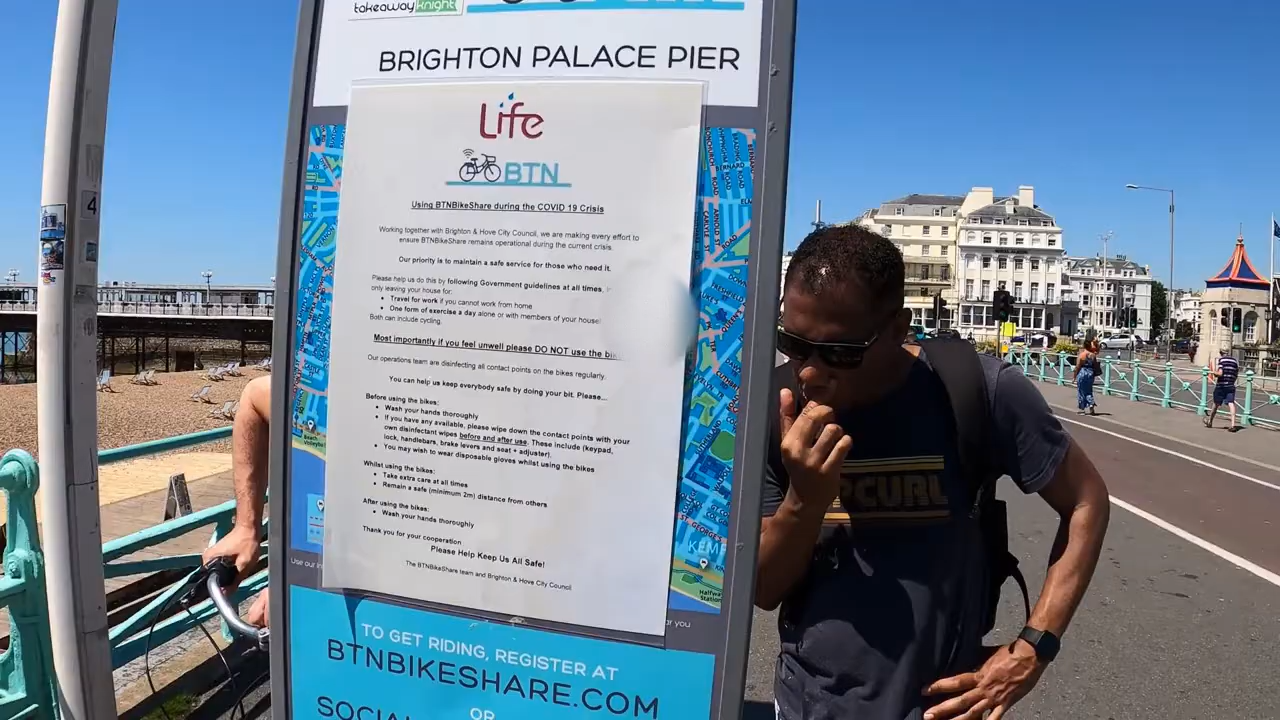 takeaway knight
BRIGHTON PALACE PIER
Life
BTN
Using BTNBikeShare during the COVID 19 Crisis
Working together with Brighton & Hove City Council, we are making every effort to
ensure BTNBikeShare remains operational during the current crisis.
Our priority is to maintain a safe service for those who need it.
Please help us do this by following Government guidelines at all times,
only leaving your house for:
• Travel for work if you cannot work from home
• One form of exercise a day alone or with members of your house
Both can include cycling.
Most importantly if you feel unwell please DO NOT use the
Our operations team are disinfecting all contact points on the bikes regularly.
You can help us keep everybody safe by doing your bit. Please...
Before using the bikes:
• Wash your hands thoroughly
• If you have any available, please wipe down the contact points with your
own disinfectant wipes before and after use. These include (keypad,
lock, handlebars, brake levers and seat + adjuster).
• You may wish to wear disposable gloves whilst using the bikes
Whilst using the bikes:
• Take extra care at all times
• Remain a safe (minimum 2m) distance from others
After using the bikes:
• Wash your hands thoroughly
Thank you for your cooperation
Please Help Keep Us All Safe!
The BTNBikeShare team and Brighton & Hove City Council
TO GET RIDING, REGISTER AT
BTNBIKESHARE.COM
OR
4
CURL